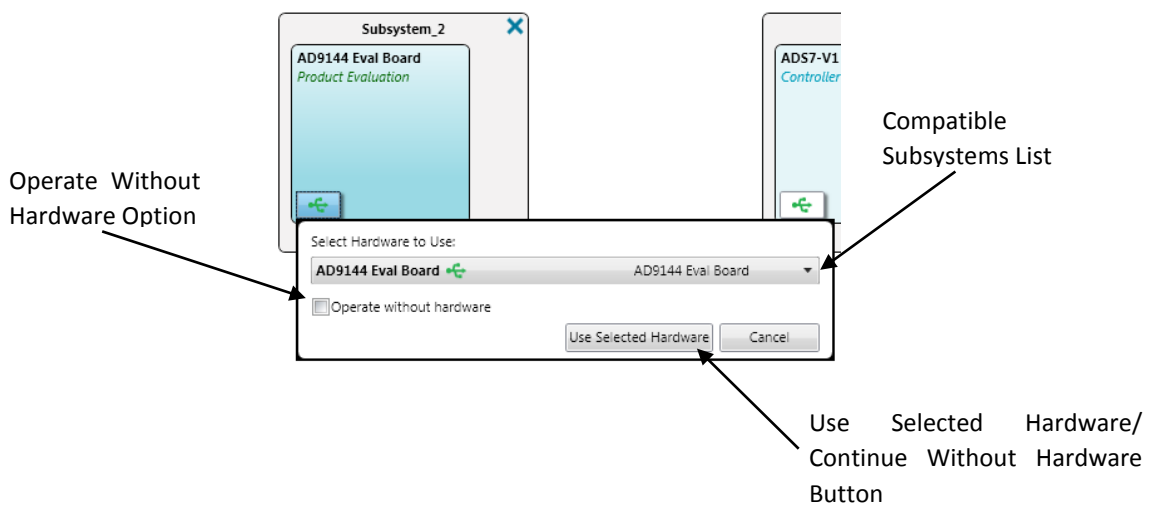 Subsystem_2
AD9144 Eval Board
Product Evaluation
ADS7-V1
Controller
Compatible
Subsystems List
Operate Without
Hardware Option
Select Hardware to Use:
AD9144 Eval Board AD9144 Eval Board
Operate without hardware
Use Selected Hardware Cancel
Use Selected Hardware/
Continue Without Hardware
Button